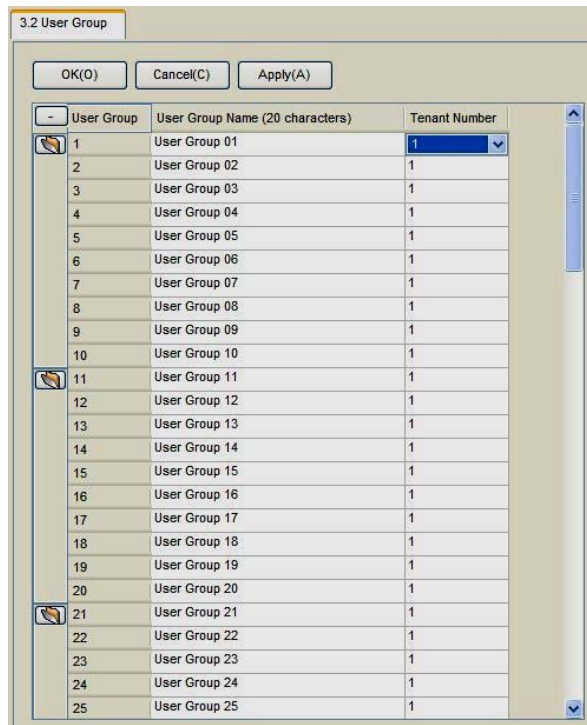 3.2 User Group
OK(O) Cancel(C) Apply(A)
- User Group User Group Name (20 characters) Tenant Number
1 User Group 01 1
2 User Group 02 1
3 User Group 03 1
4 User Group 04 1
5 User Group 05 1
6 User Group 06 1
7 User Group 07 1
8 User Group 08 1
9 User Group 09 1
10 User Group 10 1
11 User Group 11 1
12 User Group 12 1
13 User Group 13 1
14 User Group 14 1
15 User Group 15 1
16 User Group 16 1
17 User Group 17 1
18 User Group 18 1
19 User Group 19 1
20 User Group 20 1
21 User Group 21 1
22 User Group 22 1
23 User Group 23 1
24 User Group 24 1
25 User Group 25 1